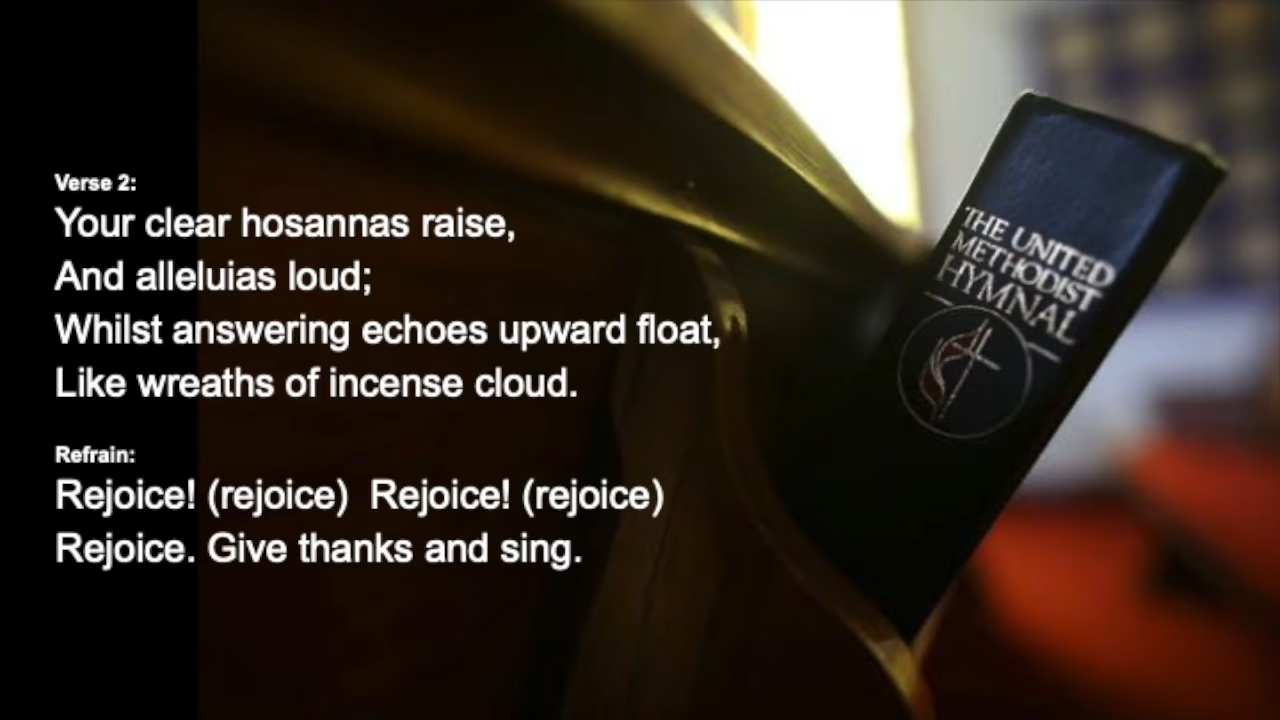 Verse 2:
Your clear hosannas raise,
And alleluias loud;
Whilst answering echoes upward float,
Like wreaths of incense cloud.
Refrain:
Rejoice! (rejoice)  Rejoice! (rejoice)
Rejoice. Give thanks and sing.
THE UNITED
METHODIST
HYMNAL